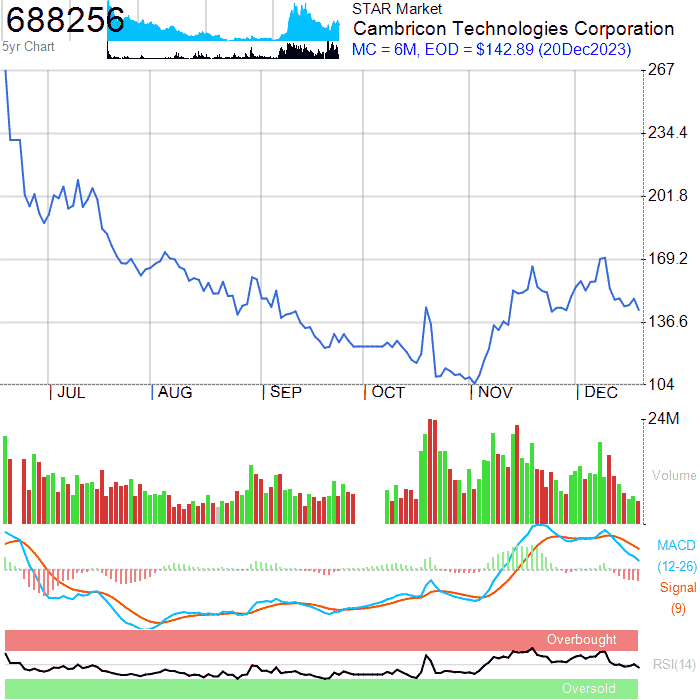 688256
5yr Chart
STAR Market
Cambricon Technologies Corporation
MC = 6M, EOD = $142.89 (20Dec2023)
267
234.4
201.8
169.2
136.6
104
JUL AUG SEP OCT NOV DEC
24M
Volume
MACD
(12-26)
Signal
(9)
Overbought
RSI(14)
Oversold